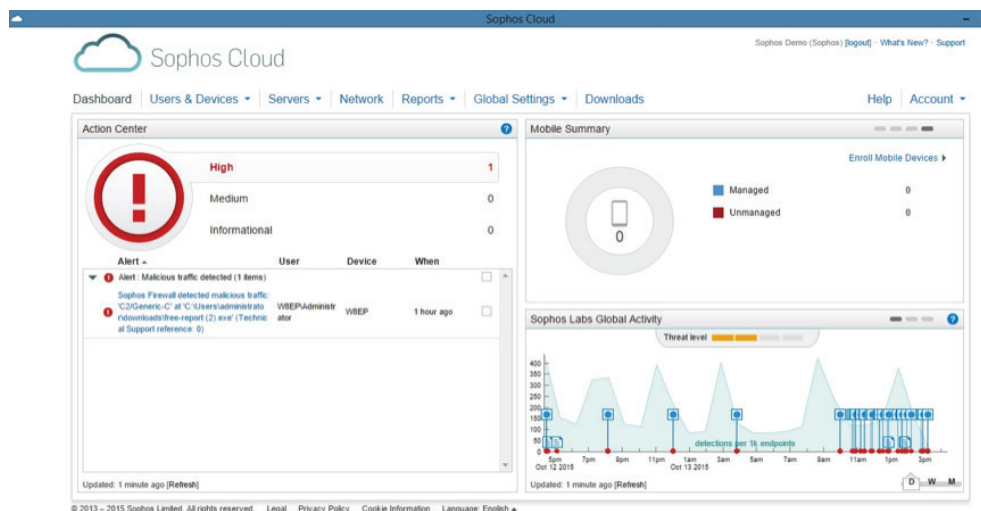 Sophos Cloud
Sophos Cloud
Sophos Demo (Sophos) [logout] · What's New? · Support
Dashboard Users & Devices Servers Network Reports Global Settings Downloads Help Account
Action Center
High 1
Medium 0
Informational 0
Alert User Device When
Alert : Malicious traffic detected (1 items)
Sophos Firewall detected malicious traffic:
'C2/Generic-C' at 'C:\Users\administrato
r\downloads\free-report (2) exe' (Technic
al Support reference: 0)
W8EP\Administr
ator
W8EP
1 hour ago
Updated: 1 minute ago [Refresh]
Mobile Summary
Enroll Mobile Devices
0
Managed 0
Unmanaged 0
Sophos Labs Global Activity
Threat level
400
350
300
250
200
150
100
50
0
detections per 1k endpoints
5pm 7pm 9pm 11pm 1am 3am 5am 7am 9am 11am 1pm 3pm
Oct 12 2015 Oct 13 2015
Updated: 1 minute ago [Refresh]
D W M
© 2013 – 2015 Sophos Limited. All rights reserved. Legal Privacy Policy Cookie Information Language: English